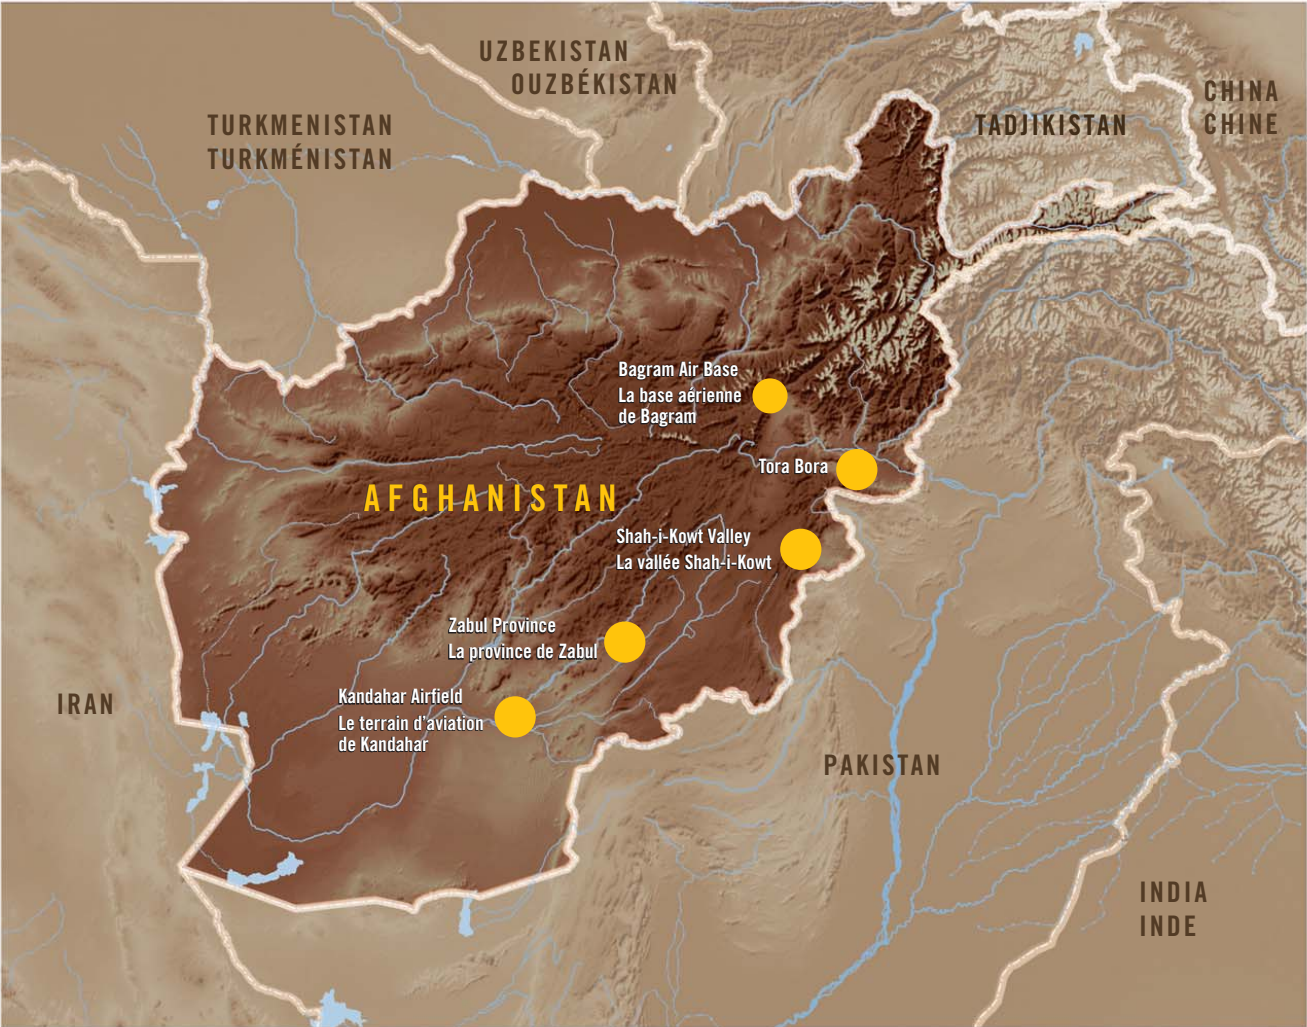 UZBEKISTAN
OUZBÉKISTAN
CHINA
CHINE
TURKMENISTAN
TURKMÉNISTAN
TADJIKISTAN
Bagram Air Base
La base aérienne
de Bagram
Tora Bora
AFGHANISTAN
Shah-i-Kowt Valley
La vallée Shah-i-Kowt
Zabul Province
La province de Zabul
Kandahar Airfield
Le terrain d'aviation
de Kandahar
IRAN
PAKISTAN
INDIA
INDE